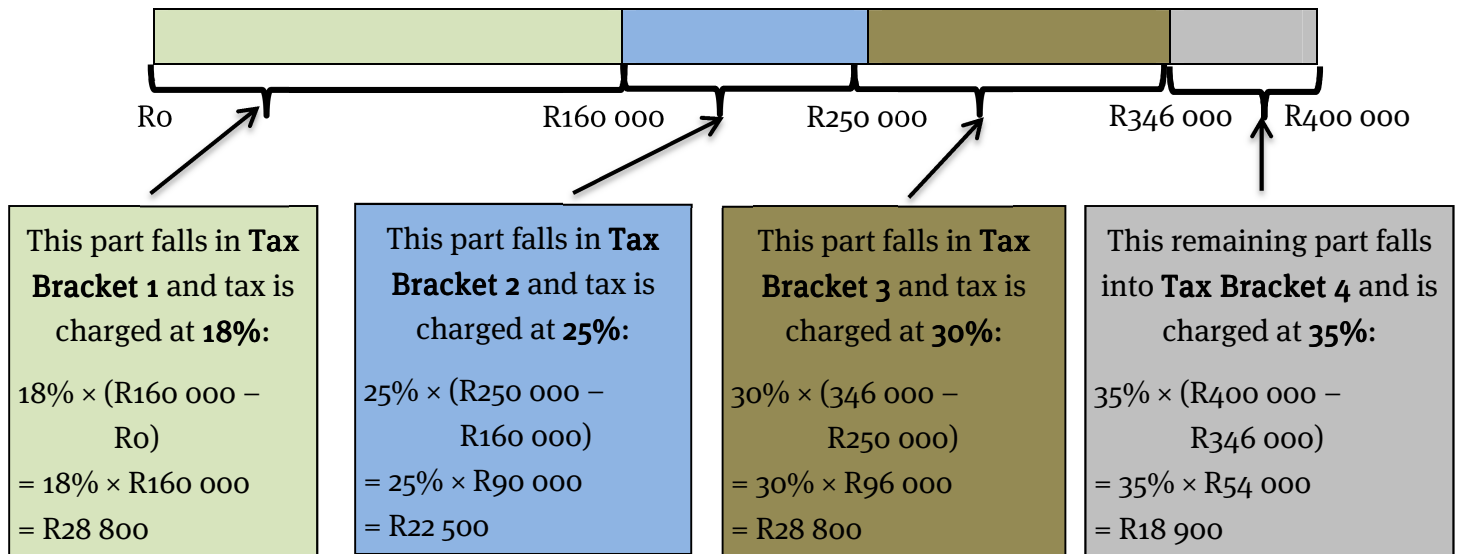 R0
R160 000
R250 000
R346 000
R400 000
This part falls in Tax
Bracket 1 and tax is
charged at 18%:
18% × (R160 000 –
R0)
= 18% × R160 000
= R28 800
This part falls in Tax
Bracket 2 and tax is
charged at 25%:
25% × (R250 000 –
R160 000)
= 25% × R90 000
= R22 500
This part falls in Tax
Bracket 3 and tax is
charged at 30%:
30% × (346 000 –
R250 000)
= 30% × R96 000
= R28 800
This remaining part falls
into Tax Bracket 4 and is
charged at 35%:
35% × (R400 000 –
R346 000)
= 35% × R54 000
= R18 900